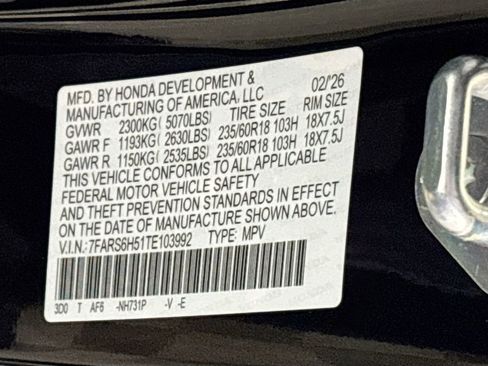 MFD. BY HONDA DEVELOPMENT &
MANUFACTURING OF AMERICA, LLC 02/'26
GVWR 2300KG( 5070LBS) TIRE SIZE RIM SIZE
GAWR F 1193KG( 2630LBS) 235/60R18 103H 18X7.5J
GAWR R 1150KG( 2535LBS) 235/60R18 103H 18X7.5J
THIS VEHICLE CONFORMS TO ALL APPLICABLE
FEDERAL MOTOR VEHICLE SAFETY
AND THEFT PREVENTION STANDARDS IN EFFECT
ON THE DATE OF MANUFACTURE SHOWN ABOVE.
V.I.N.: 7FARS6H51TE103992 TYPE: MPV
3D0 T AF6 -NH731P -V -E